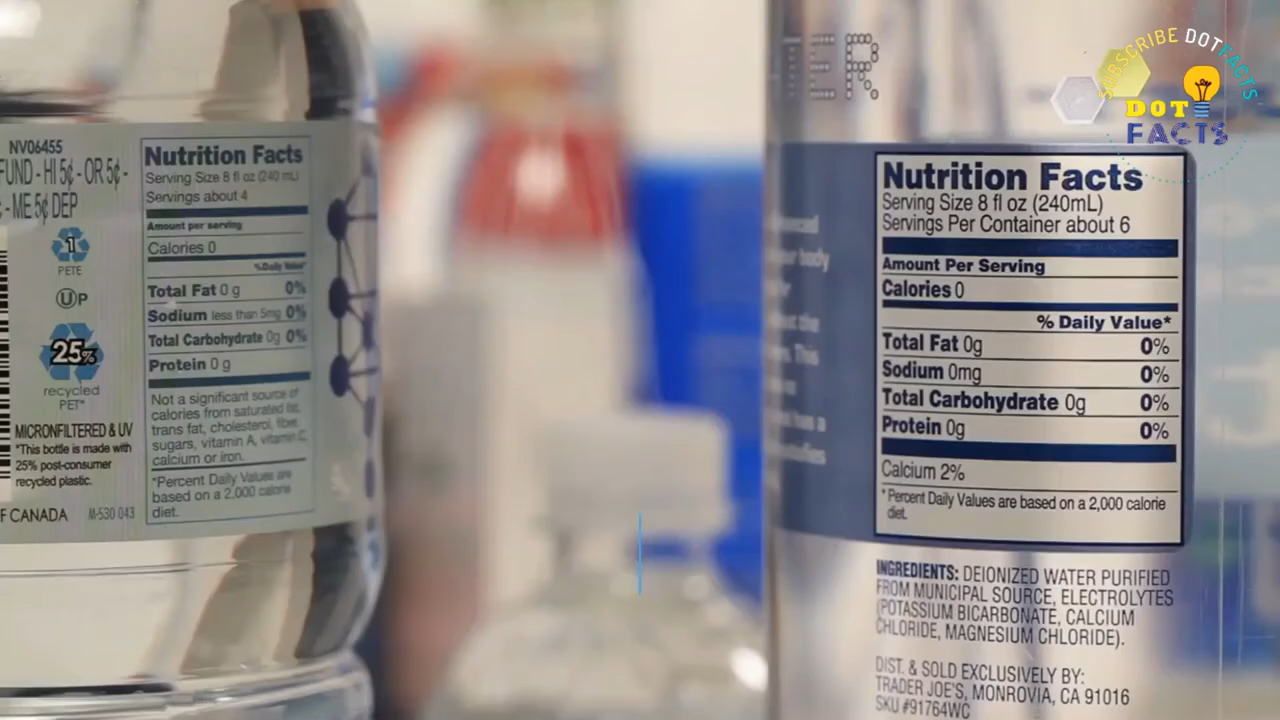 NV06455
FUND - HI 5¢ - OR 5¢ -
- ME 5¢ DEP
1
PETE
U P
25%
recycled
PET*
MICRONFILTERED & UV
*This bottle is made with
25% post-consumer
recycled plastic.
F CANADA
M-530 043
Nutrition Facts
Serving Size 8 fl oz (240 mL)
Servings about 4
Amount per serving
Calories 0
%Daily Value*
Total Fat 0 g 0%
Sodium less than 5mg 0%
Total Carbohydrate 0g 0%
Protein 0 g
Not a significant source of
calories from saturated fat,
trans fat, cholesterol, fiber,
sugars, vitamin A, vitamin C,
calcium or iron.
*Percent Daily Values are
based on a 2,000 calorie
diet.
TER
body
the
This
has a
Nutrition Facts
Serving Size 8 fl oz (240mL)
Servings Per Container about 6
Amount Per Serving
Calories 0
% Daily Value*
Total Fat 0g 0%
Sodium 0mg 0%
Total Carbohydrate 0g 0%
Protein 0g 0%
Calcium 2%
*Percent Daily Values are based on a 2,000 calorie
diet.
INGREDIENTS: DEIONIZED WATER PURIFIED
FROM MUNICIPAL SOURCE, ELECTROLYTES
(POTASSIUM BICARBONATE, CALCIUM
CHLORIDE, MAGNESIUM CHLORIDE).
DIST. & SOLD EXCLUSIVELY BY:
TRADER JOE'S, MONROVIA, CA 91016
SKU #91764WC
SUBSCRIBE DOTFACTS
DOT
FACTS